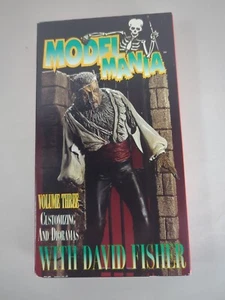 MODEL
MANIA
VOLUME THREE
CUSTOMIZING
AND DIORAMAS
WITH DAVID FISHER